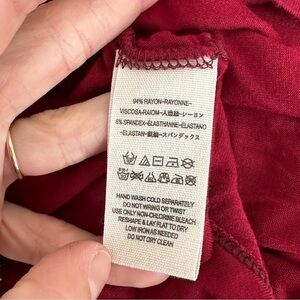 94% RAYON-RAYONNE-
VISCOSA-RAIOM-人造絲-レーヨン
6% SPANDEX-ÉLASTHANNE-ELASTANO
-ELASTAN-氨綸-スパンデックス
HAND WASH COLD SEPARATELY
DO NOT WRING OR TWIST
USE ONLY NON-CHLORINE BLEACH
RESHAPE & LAY FLAT TO DRY
LOW IRON AS NEEDED
DO NOT DRY CLEAN